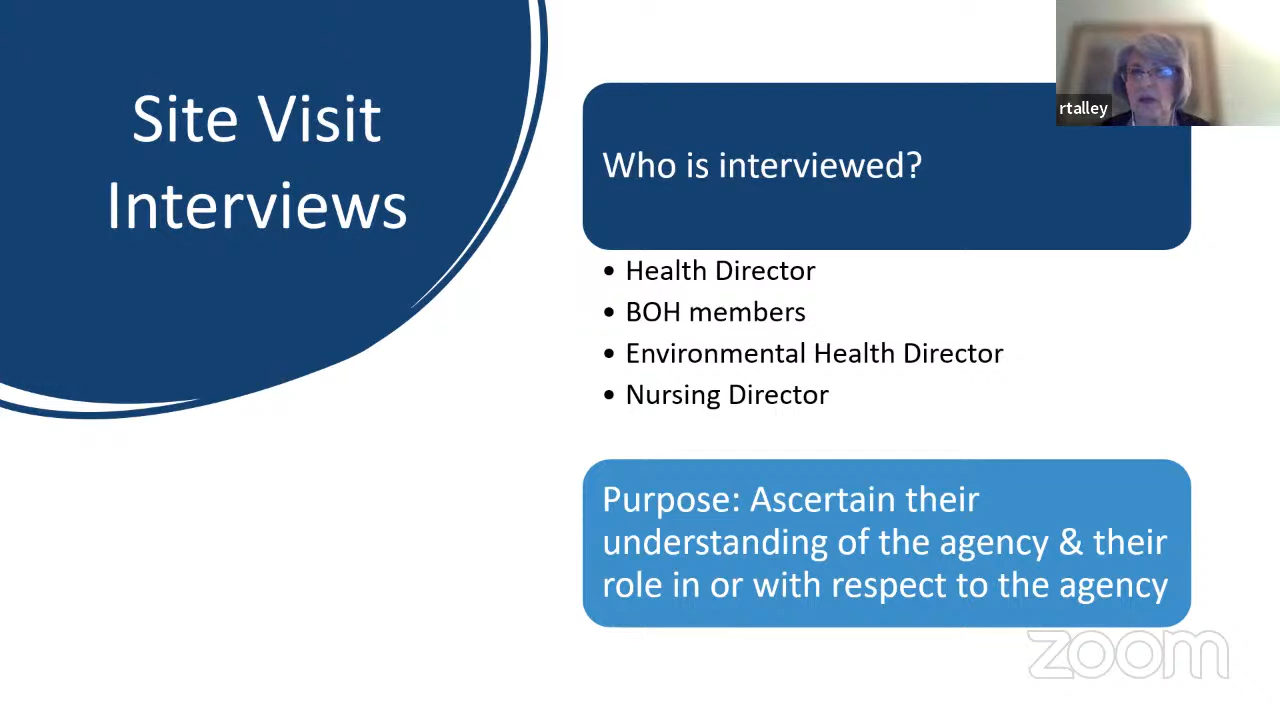 Site Visit
Interviews
rtalley
Who is interviewed?
• Health Director
• BOH members
• Environmental Health Director
• Nursing Director
Purpose: Ascertain their
understanding of the agency & their
role in or with respect to the agency
zoom